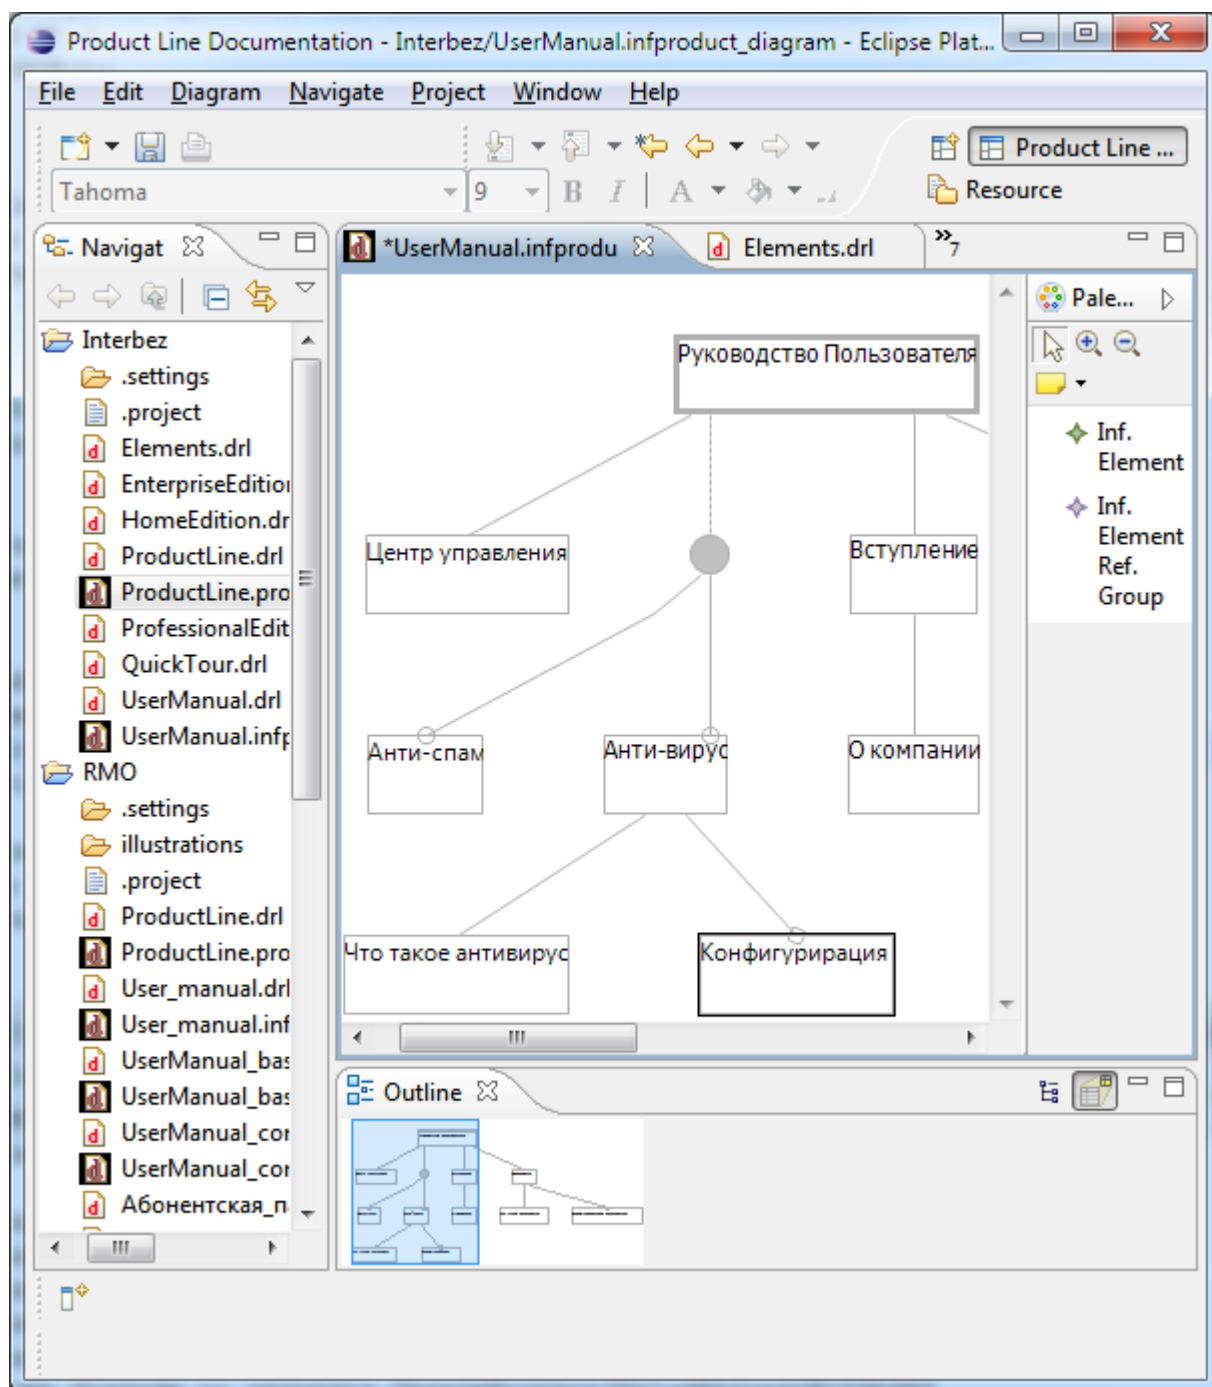 Product Line Documentation - Interbez/UserManual.infproduct_diagram - Eclipse Plat...
File Edit Diagram Navigate Project Window Help
Product Line ...
Tahoma 9 B I A Resource
Navigat
*UserManual.infprodu Elements.drl »7
Interbez
.settings
.project
Elements.drl
EnterpriseEdition
HomeEdition.dr
ProductLine.drl
ProductLine.pro
ProfessionalEdit
QuickTour.drl
UserManual.drl
UserManual.infp
RMO
.settings
illustrations
.project
ProductLine.drl
ProductLine.pro
User_manual.drl
User_manual.inf
UserManual_bas
UserManual_bas
UserManual_cor
UserManual_cor
Абонентская_п
Руководство Пользователя
Центр управления
Вступление
Анти-спам
Анти-вирус
О компании
Что такое антивирус
Конфигурирация
Pale...
Inf.
Element
Inf.
Element
Ref.
Group
Outline